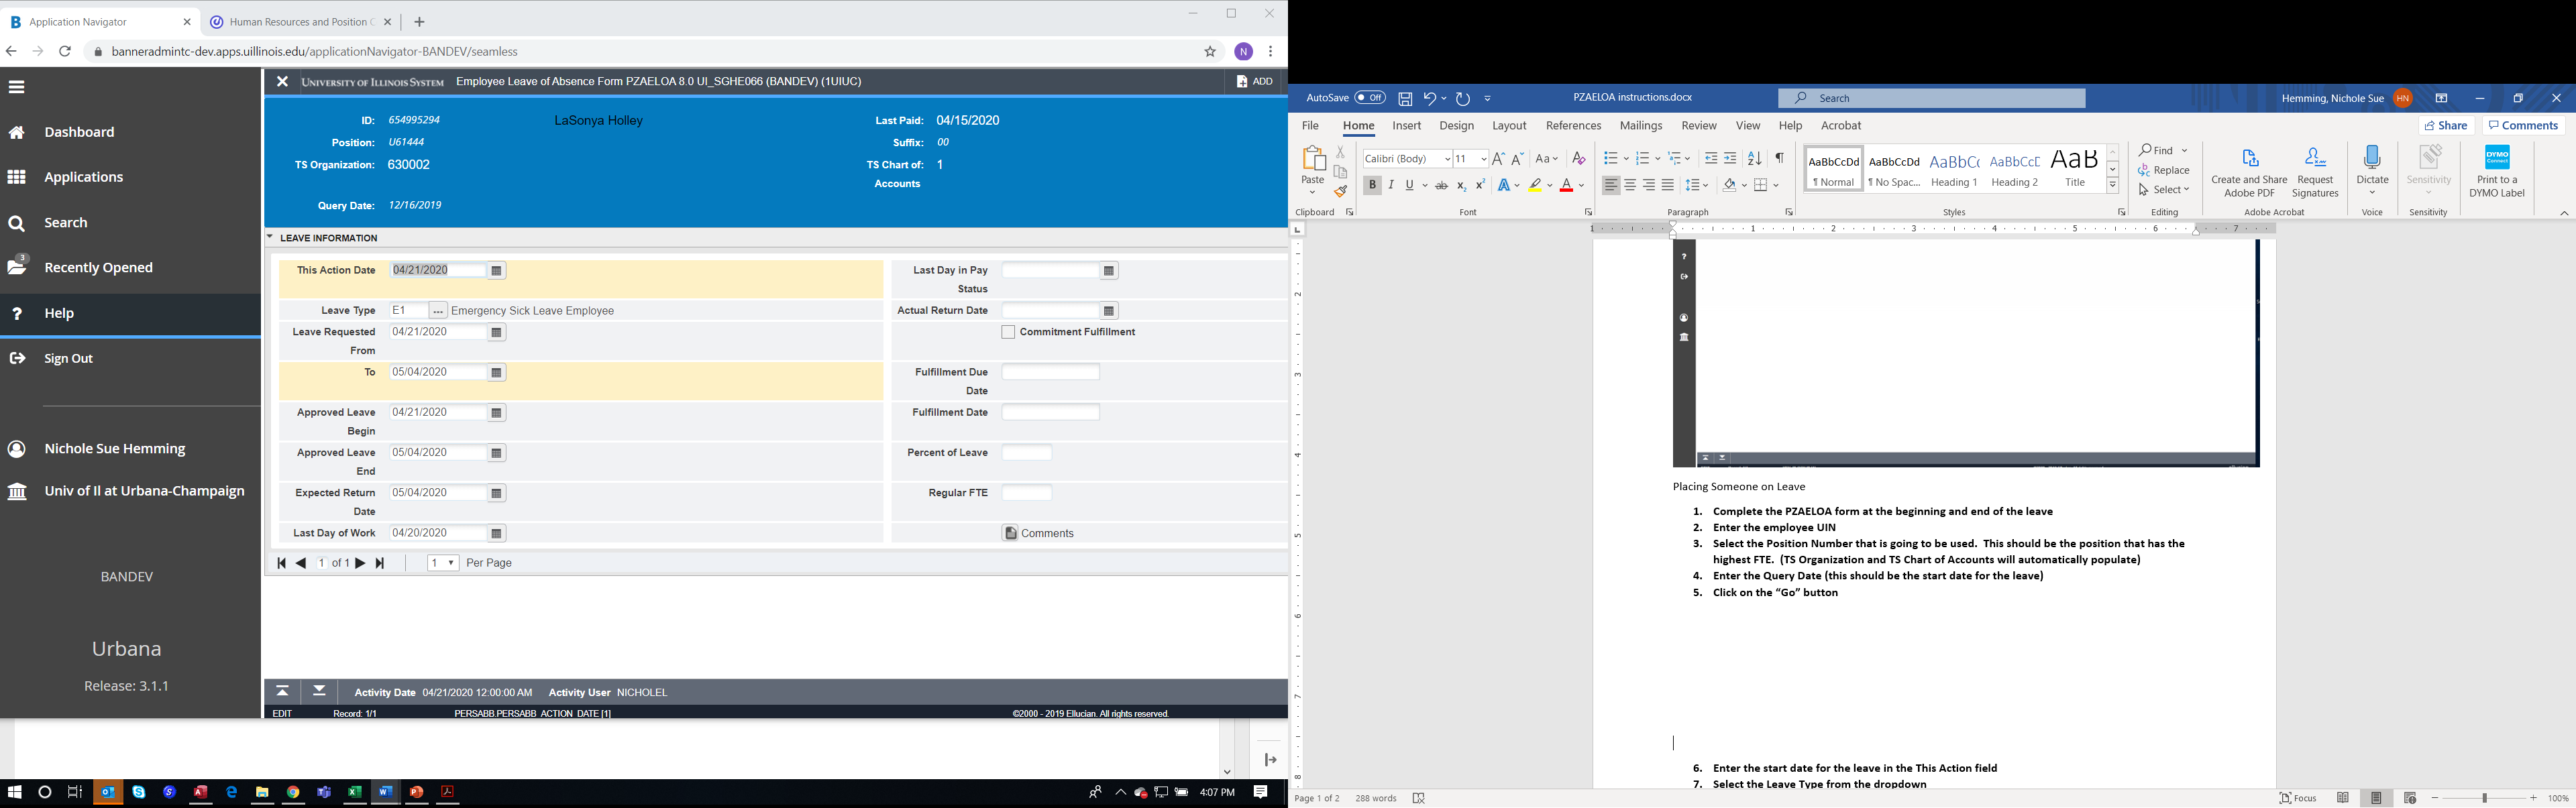 Application Navigator
Human Resources and Position C
banneradmintc-dev.apps.uillinois.edu/applicationNavigator-BANDEV/seamless
N
Dashboard
Applications
Search
3
Recently Opened
Help
Sign Out
Nichole Sue Hemming
Univ of Il at Urbana-Champaign
BANDEV
Urbana
Release: 3.1.1
UNIVERSITY OF ILLINOIS SYSTEM Employee Leave of Absence Form PZAELOA 8.0 UI_SGHE066 (BANDEV) (1UIUC) ADD
ID: 654995294 LaSonya Holley Last Paid: 04/15/2020
Position: U61444 Suffix: 00
TS Organization: 630002 TS Chart of: 1
Accounts
Query Date: 12/16/2019
LEAVE INFORMATION
This Action Date 04/21/2020 Last Day in Pay
Status
Leave Type E1 ... Emergency Sick Leave Employee Actual Return Date
Leave Requested 04/21/2020 Commitment Fulfillment
From
To 05/04/2020 Fulfillment Due
Date
Approved Leave 04/21/2020 Fulfillment Date
Begin
Approved Leave 05/04/2020 Percent of Leave
End
Expected Return 05/04/2020 Regular FTE
Date
Last Day of Work 04/20/2020 Comments
1 of 1 1 Per Page
Activity Date 04/21/2020 12:00:00 AM Activity User NICHOLEL
EDIT Record: 1/1 PERSABB.PERSABB_ACTION_DATE [1] ©2000 - 2019 Ellucian. All rights reserved.
4:07 PM
AutoSave Off PZAELOA instructions.docx Search Hemming, Nichole Sue HN
File Home Insert Design Layout References Mailings Review View Help Acrobat Share Comments
Paste
Clipboard
Calibri (Body) 11 Aa
B I U ab x2 x2 A A
Font
Paragraph
AaBbCcDd AaBbCcDd AaBbC( AaBbCcE AaB
¶ Normal ¶ No Spac... Heading 1 Heading 2 Title
Styles
Find
Replace
Select
Editing
Create and Share
Adobe PDF
Request
Signatures
Adobe Acrobat
Dictate
Voice
Sensitivity
Sensitivity
DYMO
Print to a
DYMO Label
Placing Someone on Leave
1. Complete the PZAELOA form at the beginning and end of the leave
2. Enter the employee UIN
3. Select the Position Number that is going to be used. This should be the position that has the
highest FTE. (TS Organization and TS Chart of Accounts will automatically populate)
4. Enter the Query Date (this should be the start date for the leave)
5. Click on the “Go” button
6. Enter the start date for the leave in the This Action field
7. Select the Leave Type from the dropdown
Page 1 of 2 288 words Focus 100%